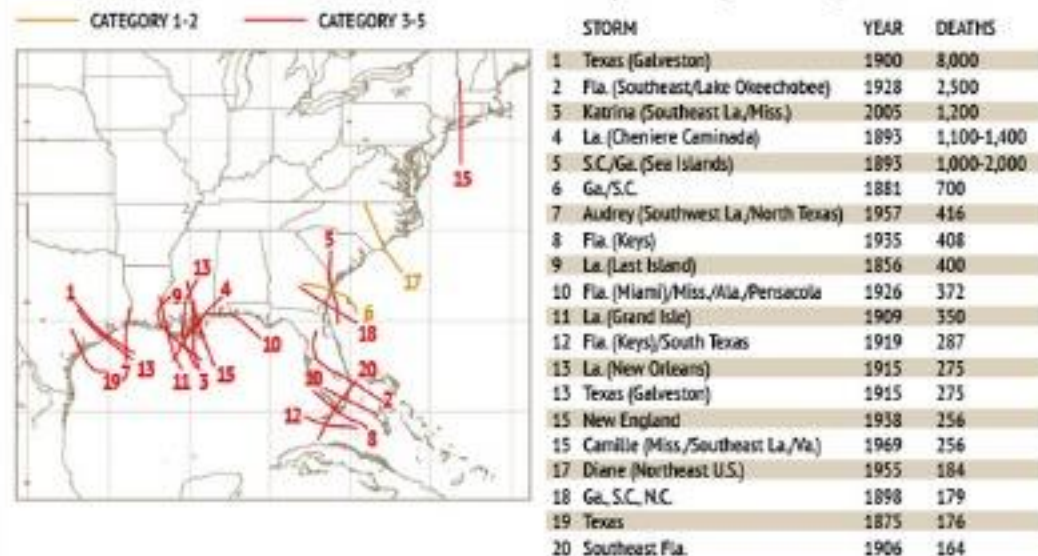 CATEGORY 1-2 CATEGORY 3-5
STORM YEAR DEATHS
1 Texas (Galveston) 1900 8,000
2 Fla. (Southeast/Lake Okeechobee) 1928 2,500
3 Katrina (Southeast La./Miss.) 2005 1,200
4 La. (Cheniere Caminada) 1893 1,100-1,400
5 S.C./Ga. (Sea Islands) 1893 1,000-2,000
6 Ga./S.C. 1881 700
7 Audrey (Southwest La./North Texas) 1957 416
8 Fla. (Keys) 1935 408
9 La. (Last Island) 1856 400
10 Fla. (Miami)/Miss./Ala./Pensacola 1926 372
11 La. (Grand Isle) 1909 350
12 Fla. (Keys)/South Texas 1919 287
13 La. (New Orleans) 1915 275
13 Texas (Galveston) 1915 275
15 New England 1938 256
15 Camille (Miss./Southeast La./Va.) 1969 256
17 Diane (Northeast U.S.) 1955 184
18 Ga., S.C., N.C. 1898 179
19 Texas 1875 176
20 Southeast Fla. 1906 164
15
5
17
13
1
9
4
6
18
10
19
7
13
11
3
15
20
10
2
12
8